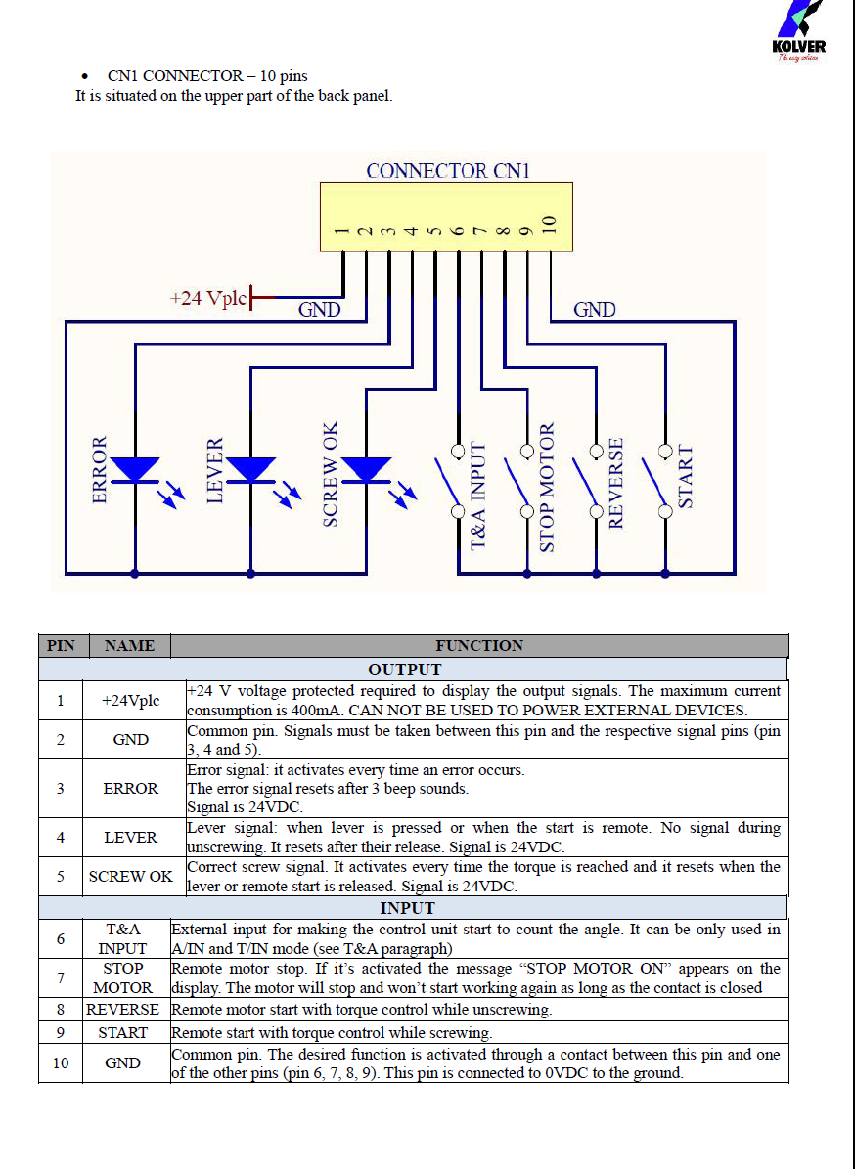 KOLVER
The easy solution
• CN1 CONNECTOR – 10 pins
It is situated on the upper part of the back panel.
CONNECTOR CN1
1 2 3 4 5 6 7 8 9 10
+24 Vplc
GND
GND
ERROR
LEVER
SCREW OK
T&A INPUT
STOP MOTOR
REVERSE
START
PIN NAME FUNCTION
OUTPUT
1 +24Vplc +24 V voltage protected required to display the output signals. The maximum current
consumption is 400mA. CAN NOT BE USED TO POWER EXTERNAL DEVICES.
2 GND Common pin. Signals must be taken between this pin and the respective signal pins (pin
3, 4 and 5).
3 ERROR Error signal: it activates every time an error occurs.
The error signal resets after 3 beep sounds.
Signal is 24VDC.
4 LEVER Lever signal: when lever is pressed or when the start is remote. No signal during
unscrewing. It resets after their release. Signal is 24VDC.
5 SCREW OK Correct screw signal. It activates every time the torque is reached and it resets when the
lever or remote start is released. Signal is 24VDC.
INPUT
6 T&A INPUT External input for making the control unit start to count the angle. It can be only used in
A/IN and T/IN mode (see T&A paragraph)
7 STOP MOTOR Remote motor stop. If it’s activated the message “STOP MOTOR ON” appears on the
display. The motor will stop and won’t start working again as long as the contact is closed
8 REVERSE Remote motor start with torque control while unscrewing.
9 START Remote start with torque control while screwing.
10 GND Common pin. The desired function is activated through a contact between this pin and one
of the other pins (pin 6, 7, 8, 9). This pin is connected to 0VDC to the ground.